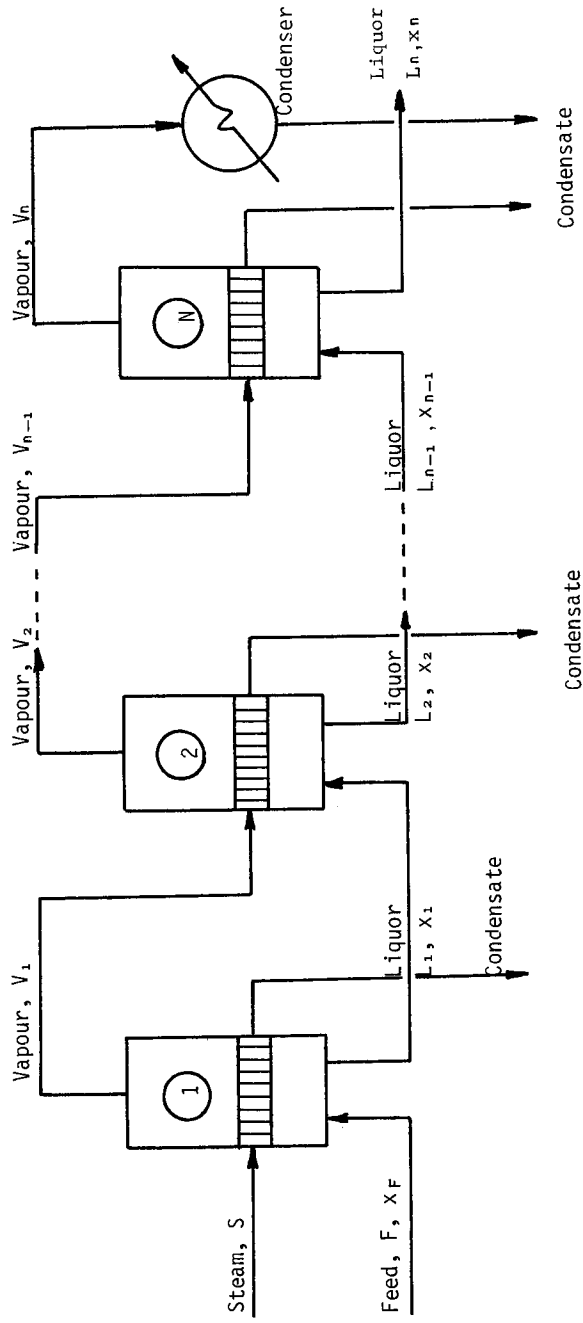 Vapour, V1
Vapour, V2
Vapour, Vn-1
Vapour, Vn
1
2
N
Condenser
Steam, S
Feed, F, xF
Liquor
L1, x1
Liquor
L2, x2
Liquor
Ln-1, xn-1
Liquor
Ln, xn
Condensate
Condensate
Condensate